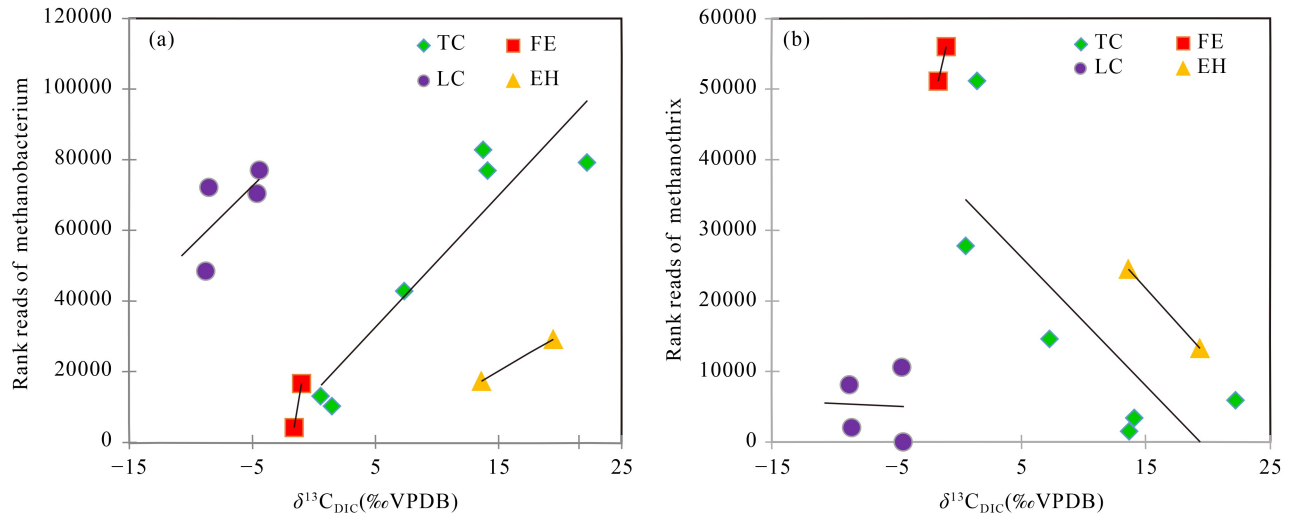 (a)
TC FE
LC EH
120000
100000
80000
60000
40000
20000
0
−15 −5 5 15 25
Rank reads of methanobacterium
δ¹³C_DIC(‰VPDB)
(b)
TC FE
LC EH
60000
50000
40000
30000
20000
10000
0
−15 −5 5 15 25
Rank reads of methanothrix
δ¹³C_DIC(‰VPDB)